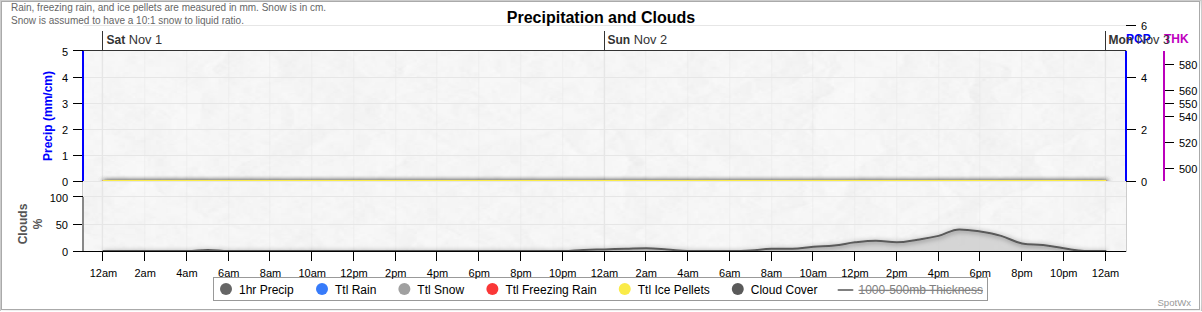 Rain, freezing rain, and ice pellets are measured in mm. Snow is in cm.
Snow is assumed to have a 10:1 snow to liquid ratio.
Precipitation and Clouds
Sat Nov 1
Sun Nov 2
Mon Nov 3
PCP
THK
Precip (mm/cm)
5
4
3
2
1
0
6
4
2
0
580
560
550
540
520
500
Clouds
%
100
50
0
12am 2am 4am 6am 8am 10am 12pm 2pm 4pm 6pm 8pm 10pm 12am 2am 4am 6am 8am 10am 12pm 2pm 4pm 6pm 8pm 10pm 12am
1hr Precip Ttl Rain Ttl Snow Ttl Freezing Rain Ttl Ice Pellets Cloud Cover 1000-500mb Thickness
SpotWx